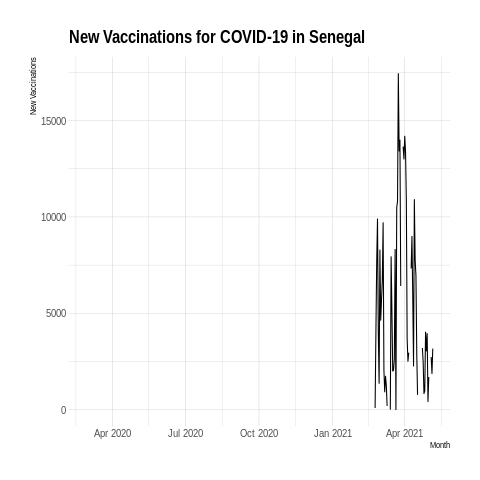 New Vaccinations for COVID-19 in Senegal
New Vaccinations
15000
10000
5000
0
Apr 2020 Jul 2020 Oct 2020 Jan 2021 Apr 2021
Month